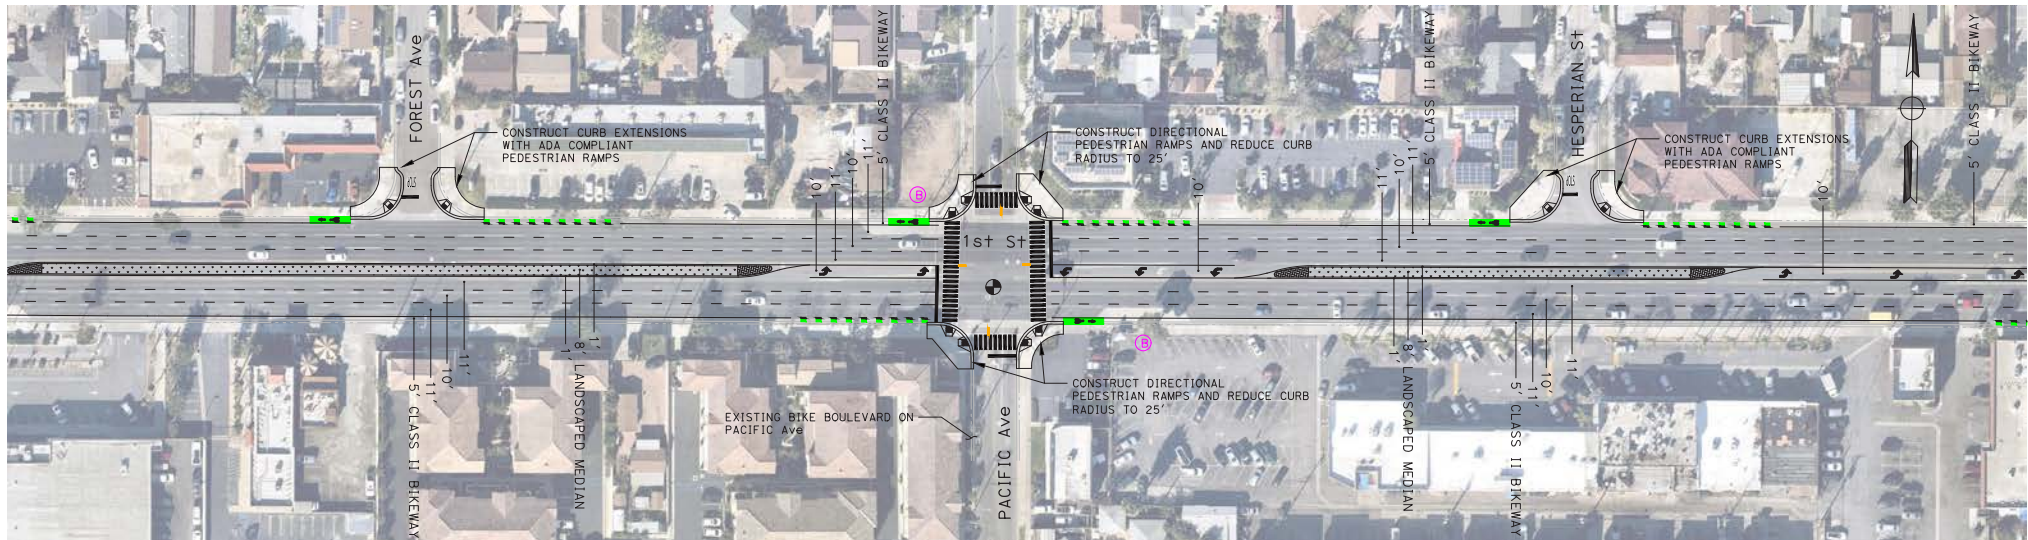 FOREST Ave
CONSTRUCT CURB EXTENSIONS
WITH ADA COMPLIANT
PEDESTRIAN RAMPS
STOP
10'
11'
10'
11'
5' CLASS II BIKEWAY
B
CONSTRUCT DIRECTIONAL
PEDESTRIAN RAMPS AND REDUCE CURB
RADIUS TO 25'
10'
11'
10'
11'
5' CLASS II BIKEWAY
HESPERIAN St
STOP
CONSTRUCT CURB EXTENSIONS
WITH ADA COMPLIANT
PEDESTRIAN RAMPS
10'
5' CLASS II BIKEWAY
1st St
5' CLASS II BIKEWAY
11'
10'
11'
1'
8' LANDSCAPED MEDIAN
1'
EXISTING BIKE BOULEVARD ON
PACIFIC Ave
PACIFIC Ave
B
CONSTRUCT DIRECTIONAL
PEDESTRIAN RAMPS AND REDUCE CURB
RADIUS TO 25'
1'
8' LANDSCAPED MEDIAN
1'
5' CLASS II BIKEWAY
11'
10'
11'